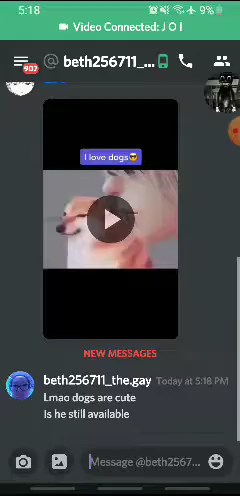 5:18
9%
Video Connected: J O I
907
@ beth256711_...
I love dogs😎
NEW MESSAGES
beth256711_the.gay Today at 5:18 PM
Lmao dogs are cute
Is he still available
Message @beth2567...